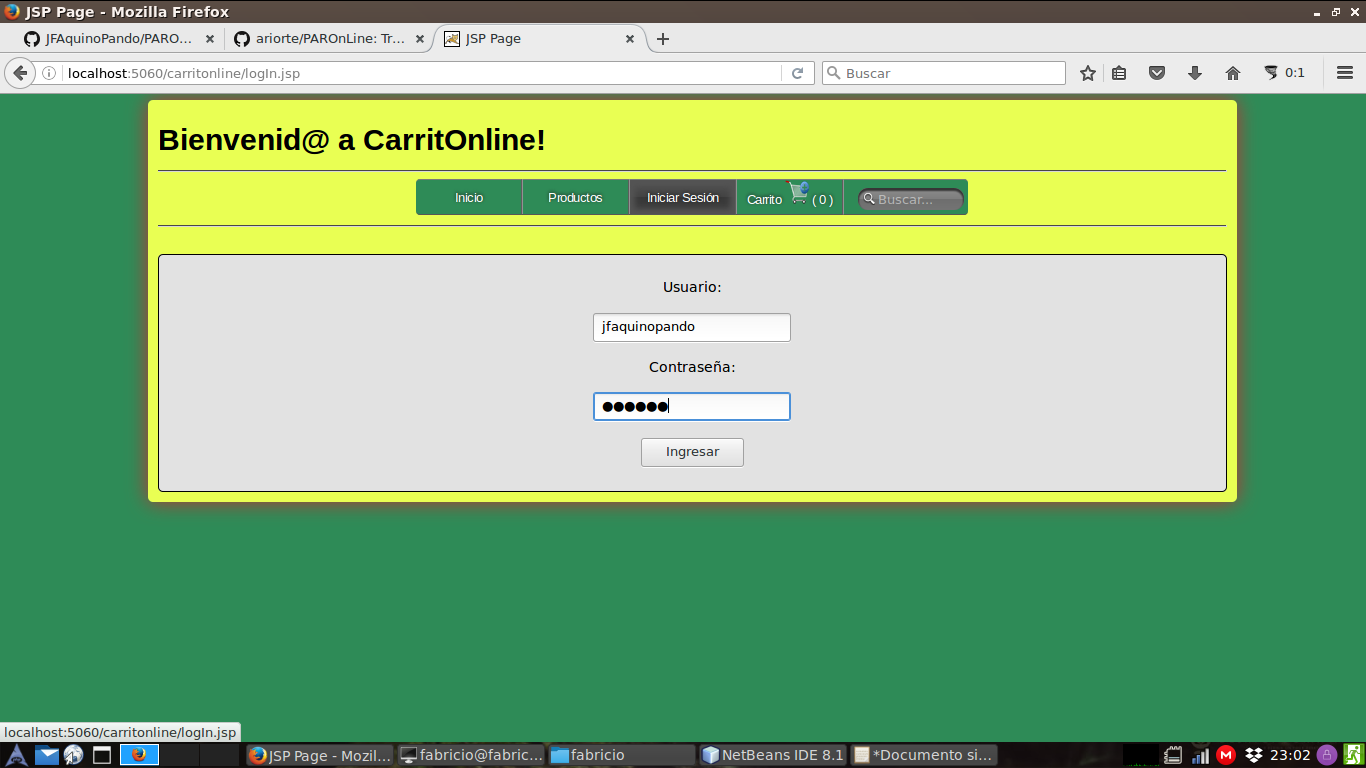 JSP Page - Mozilla Firefox
JFAquinoPando/PARO...
ariorte/PAROnLine: Tr...
JSP Page
localhost:5060/carritonline/logIn.jsp
Buscar
0:1
Bienvenid@ a CarritOnline!
Inicio
Productos
Iniciar Sesión
Carrito ( 0 )
Buscar...
Usuario:
jfaquinopando
Contraseña:
Ingresar
localhost:5060/carritonline/logIn.jsp
JSP Page - Mozil...
fabricio@fabric...
fabricio
NetBeans IDE 8.1
*Documento si...
23:02